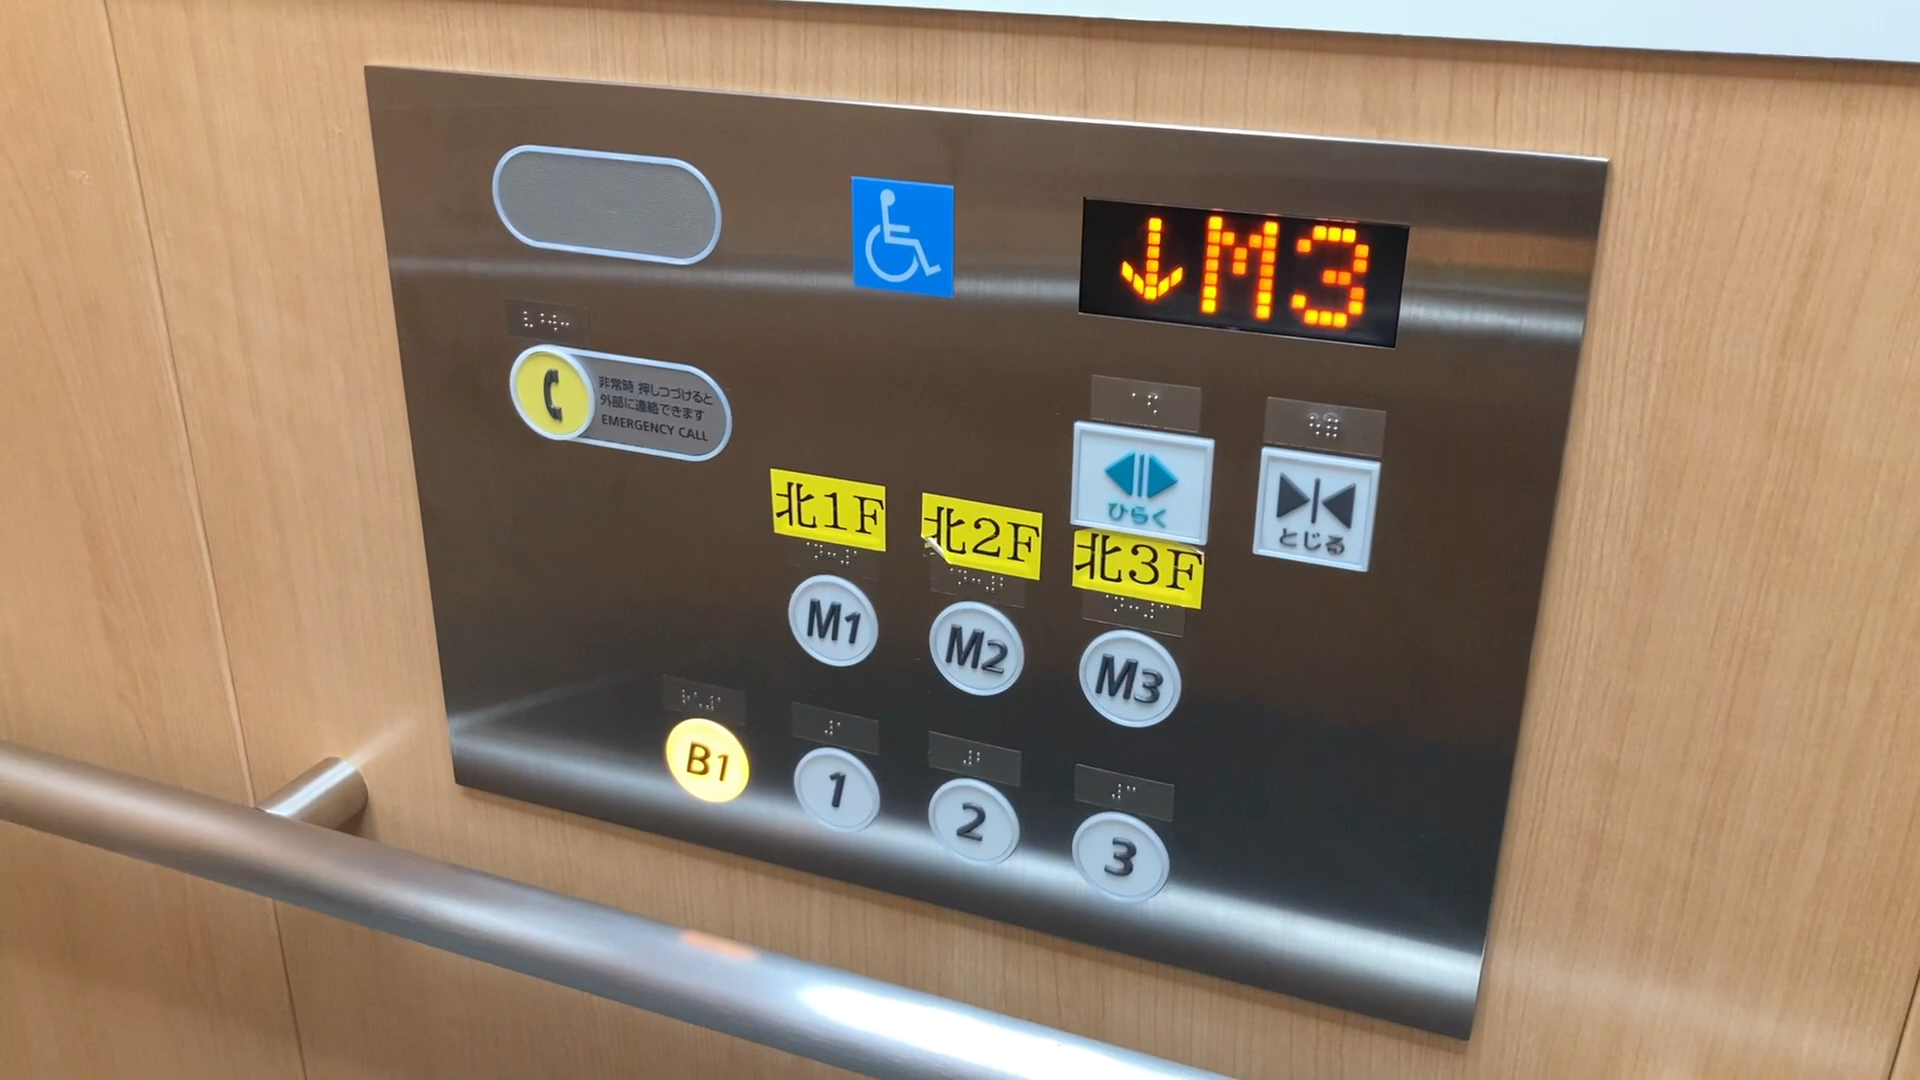 ↓M3
非常時 押しつづけると
外部に連絡できます
EMERGENCY CALL
ひらく
とじる
北1F
北2F
北3F
M1
M2
M3
B1
1
2
3